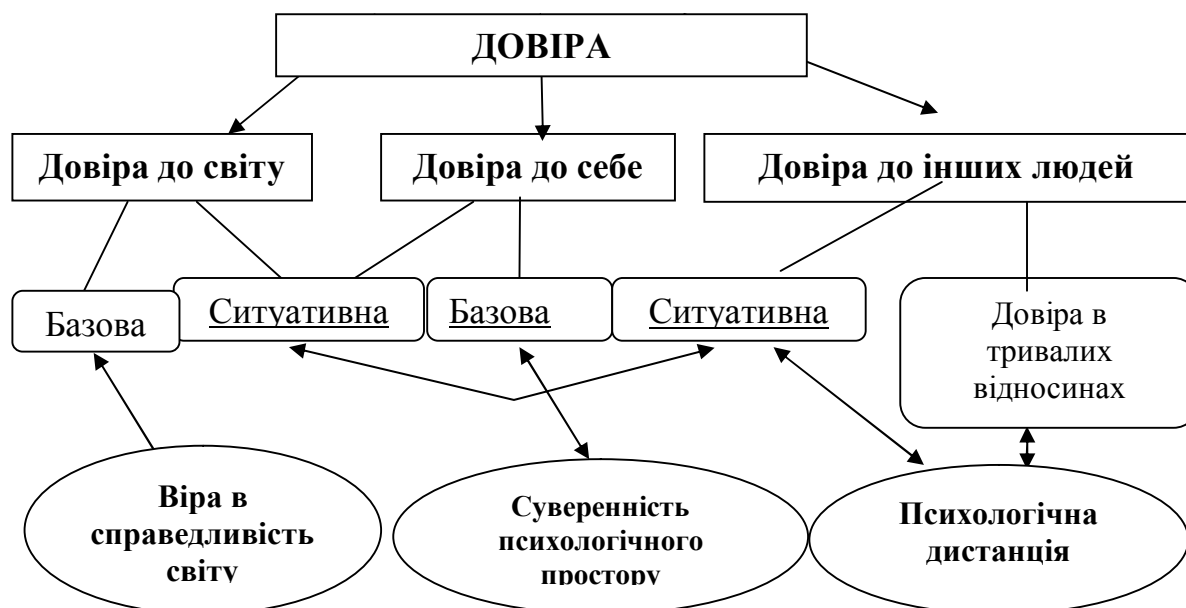 ДОВІРА
Довіра до світу
Довіра до себе
Довіра до інших людей
Базова
Ситуативна
Базова
Ситуативна
Довіра в
тривалих
відносинах
Віра в
справедливість
світу
Суверенність
психологічного
простору
Психологічна
дистанція